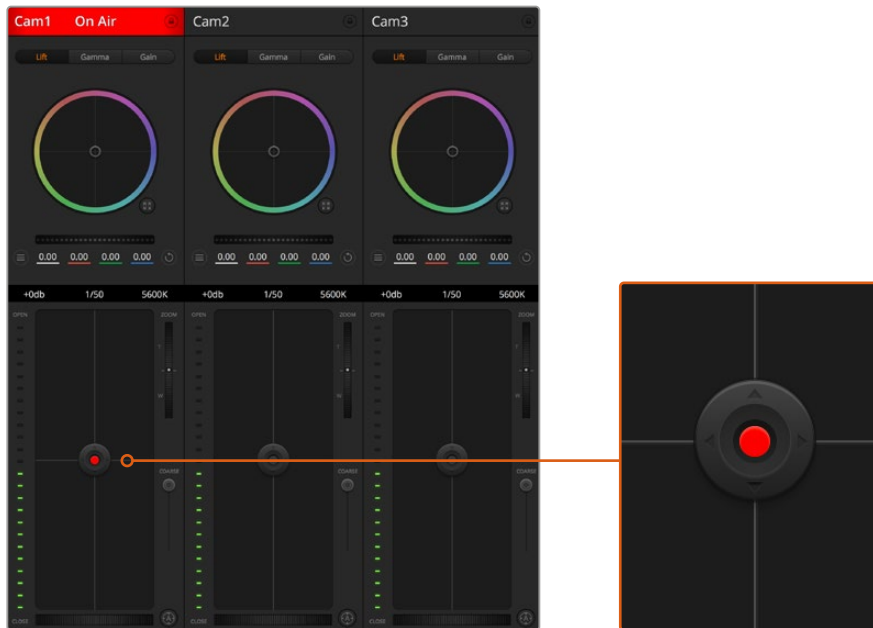 Cam1 On Air Cam2 Cam3
Lift Gamma Gain Lift Gamma Gain Lift Gamma Gain
0.00 0.00 0.00 0.00 0.00 0.00 0.00 0.00 0.00 0.00 0.00 0.00
+0db 1/50 5600K +0db 1/50 5600K +0db 1/50 5600K
OPEN ZOOM OPEN ZOOM OPEN ZOOM
T T T
W W W
COARSE COARSE COARSE
CLOSE CLOSE CLOSE